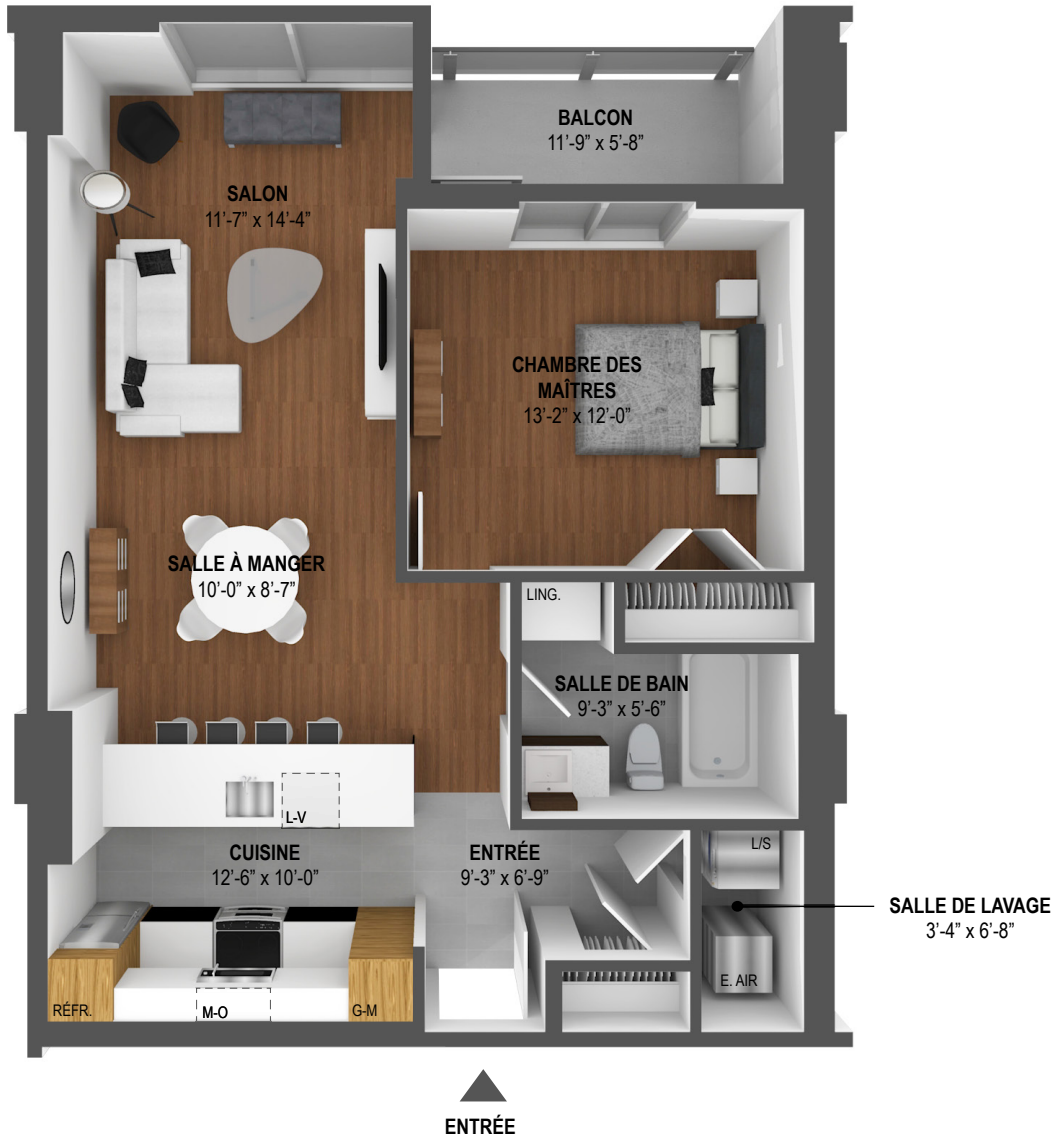 BALCON
11'-9” x 5'-8”
SALON
11'-7” x 14'-4”
CHAMBRE DES
MAÎTRES
13'-2” x 12'-0”
SALLE À MANGER
10'-0” x 8'-7”
LING.
SALLE DE BAIN
9'-3” x 5'-6”
L-V
CUISINE
12'-6” x 10'-0”
ENTRÉE
9'-3” x 6'-9”
L/S
SALLE DE LAVAGE
3'-4” x 6'-8”
E. AIR
RÉFR.
M-O
G-M
ENTRÉE